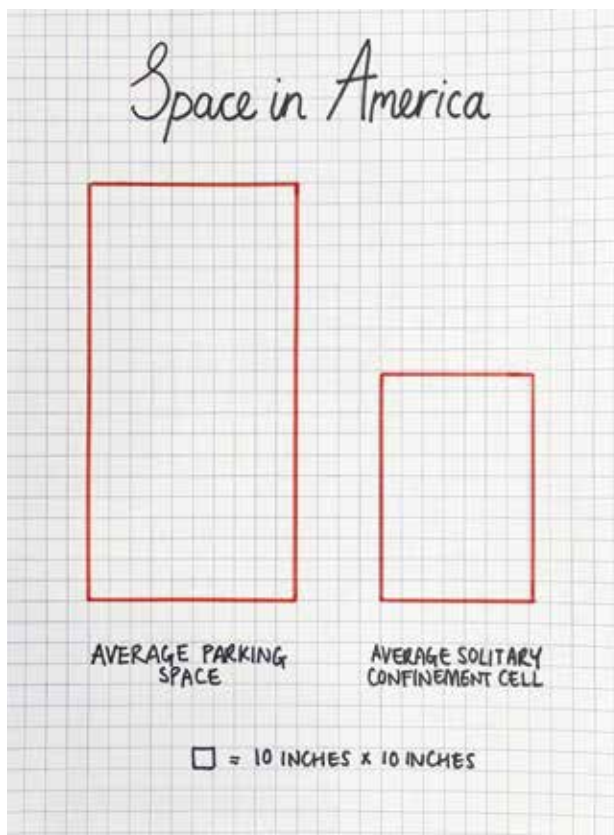 Space in America
AVERAGE PARKING
SPACE
AVERAGE SOLITARY
CONFINEMENT CELL
= 10 INCHES x 10 INCHES